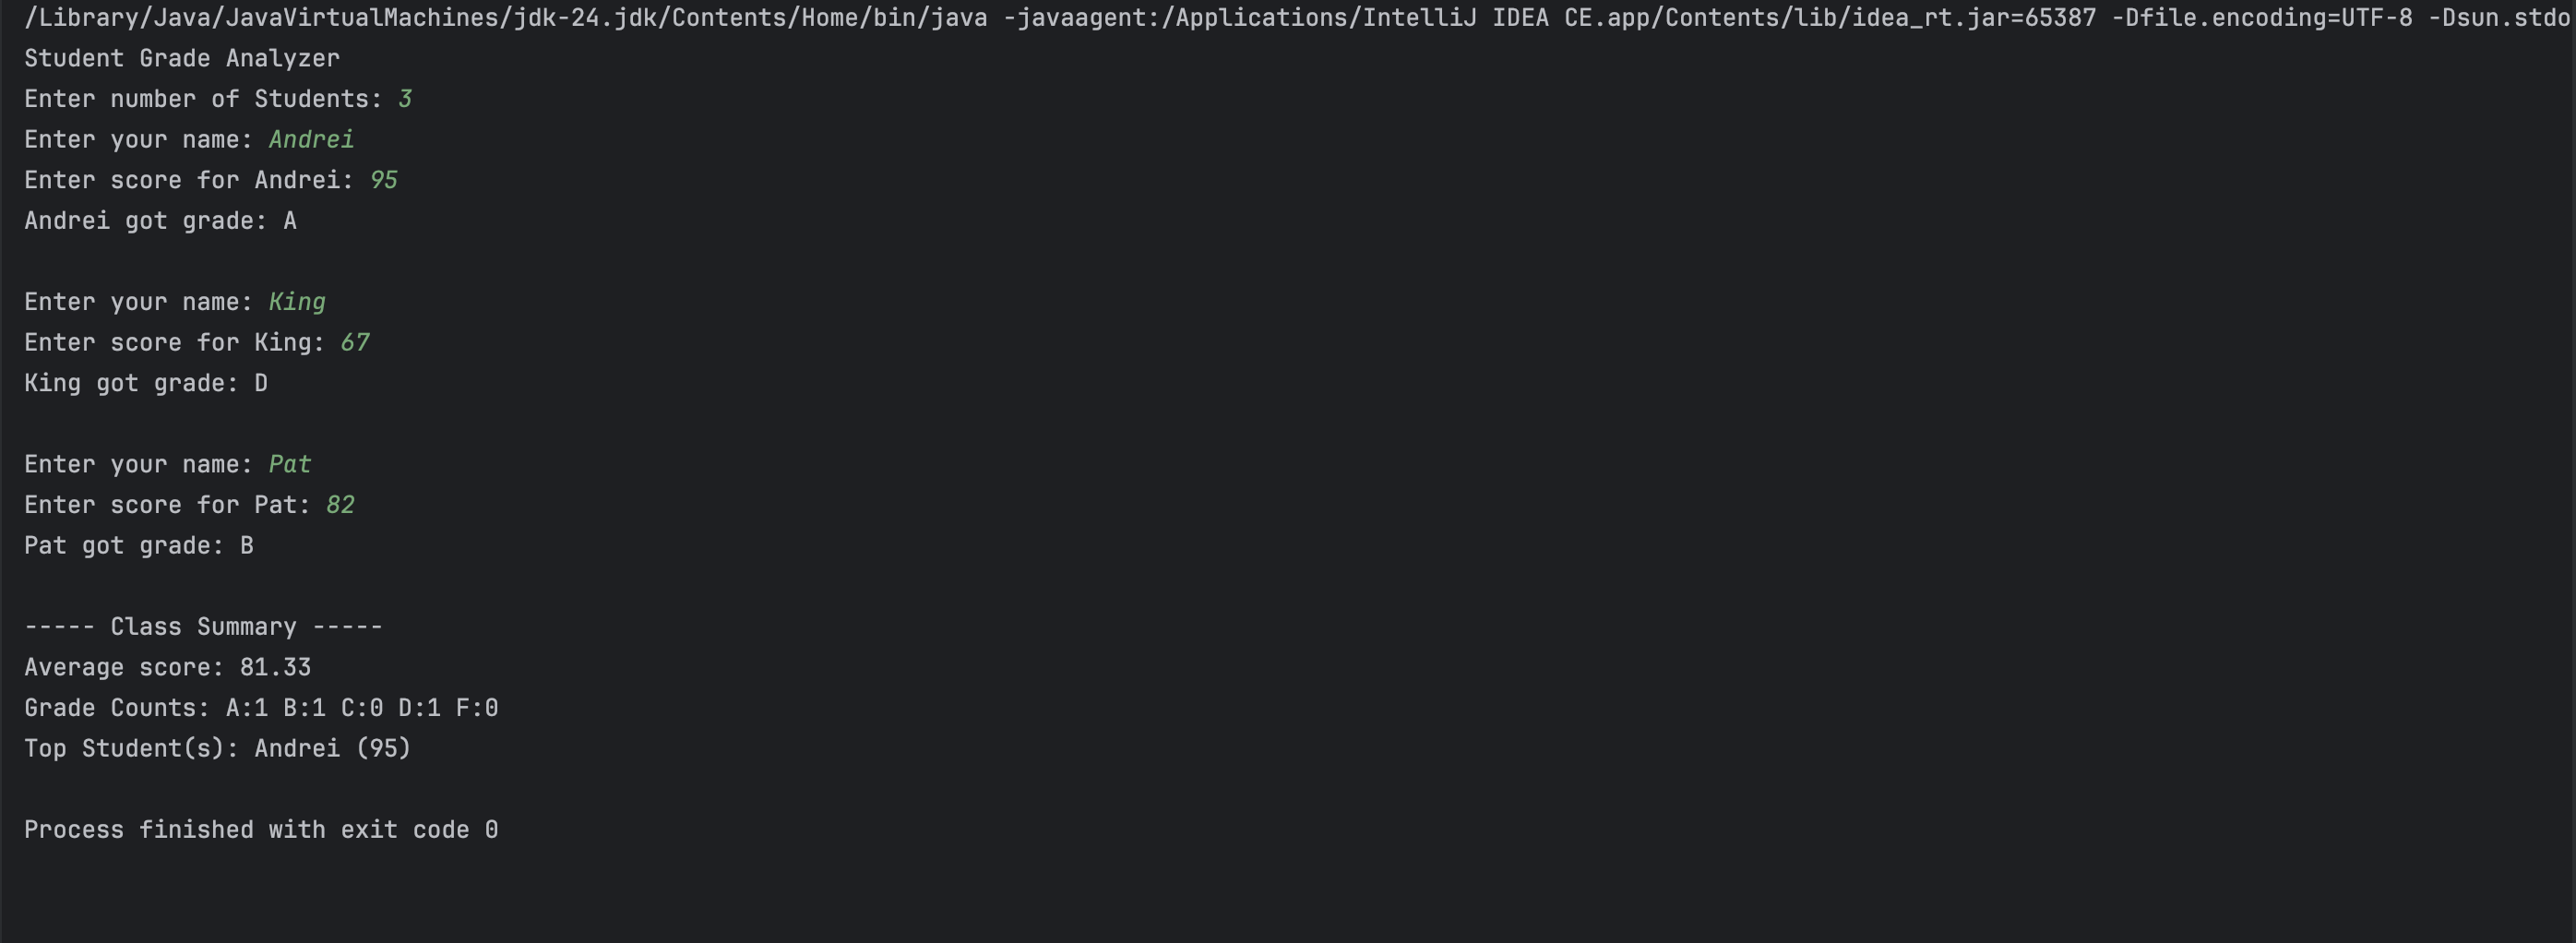 /Library/Java/JavaVirtualMachines/jdk-24.jdk/Contents/Home/bin/java -javaagent:/Applications/IntelliJ IDEA CE.app/Contents/lib/idea_rt.jar=65387 -Dfile.encoding=UTF-8 -Dsun.stdo
Student Grade Analyzer
Enter number of Students: 3
Enter your name: Andrei
Enter score for Andrei: 95
Andrei got grade: A
Enter your name: King
Enter score for King: 67
King got grade: D
Enter your name: Pat
Enter score for Pat: 82
Pat got grade: B
----- Class Summary -----
Average score: 81.33
Grade Counts: A:1 B:1 C:0 D:1 F:0
Top Student(s): Andrei (95)
Process finished with exit code 0